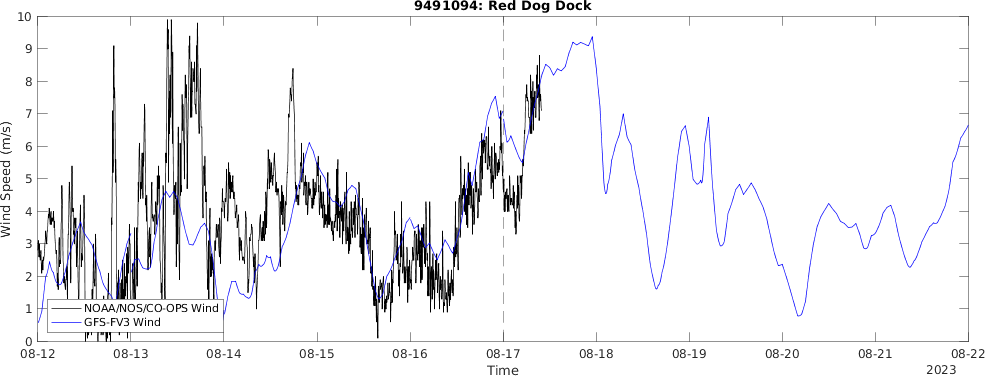 9491094: Red Dog Dock
Wind Speed (m/s)
10
9
8
7
6
5
4
3
2
1
0
NOAA/NOS/CO-OPS Wind
GFS-FV3 Wind
08-12 08-13 08-14 08-15 08-16 08-17 08-18 08-19 08-20 08-21 08-22
Time
2023